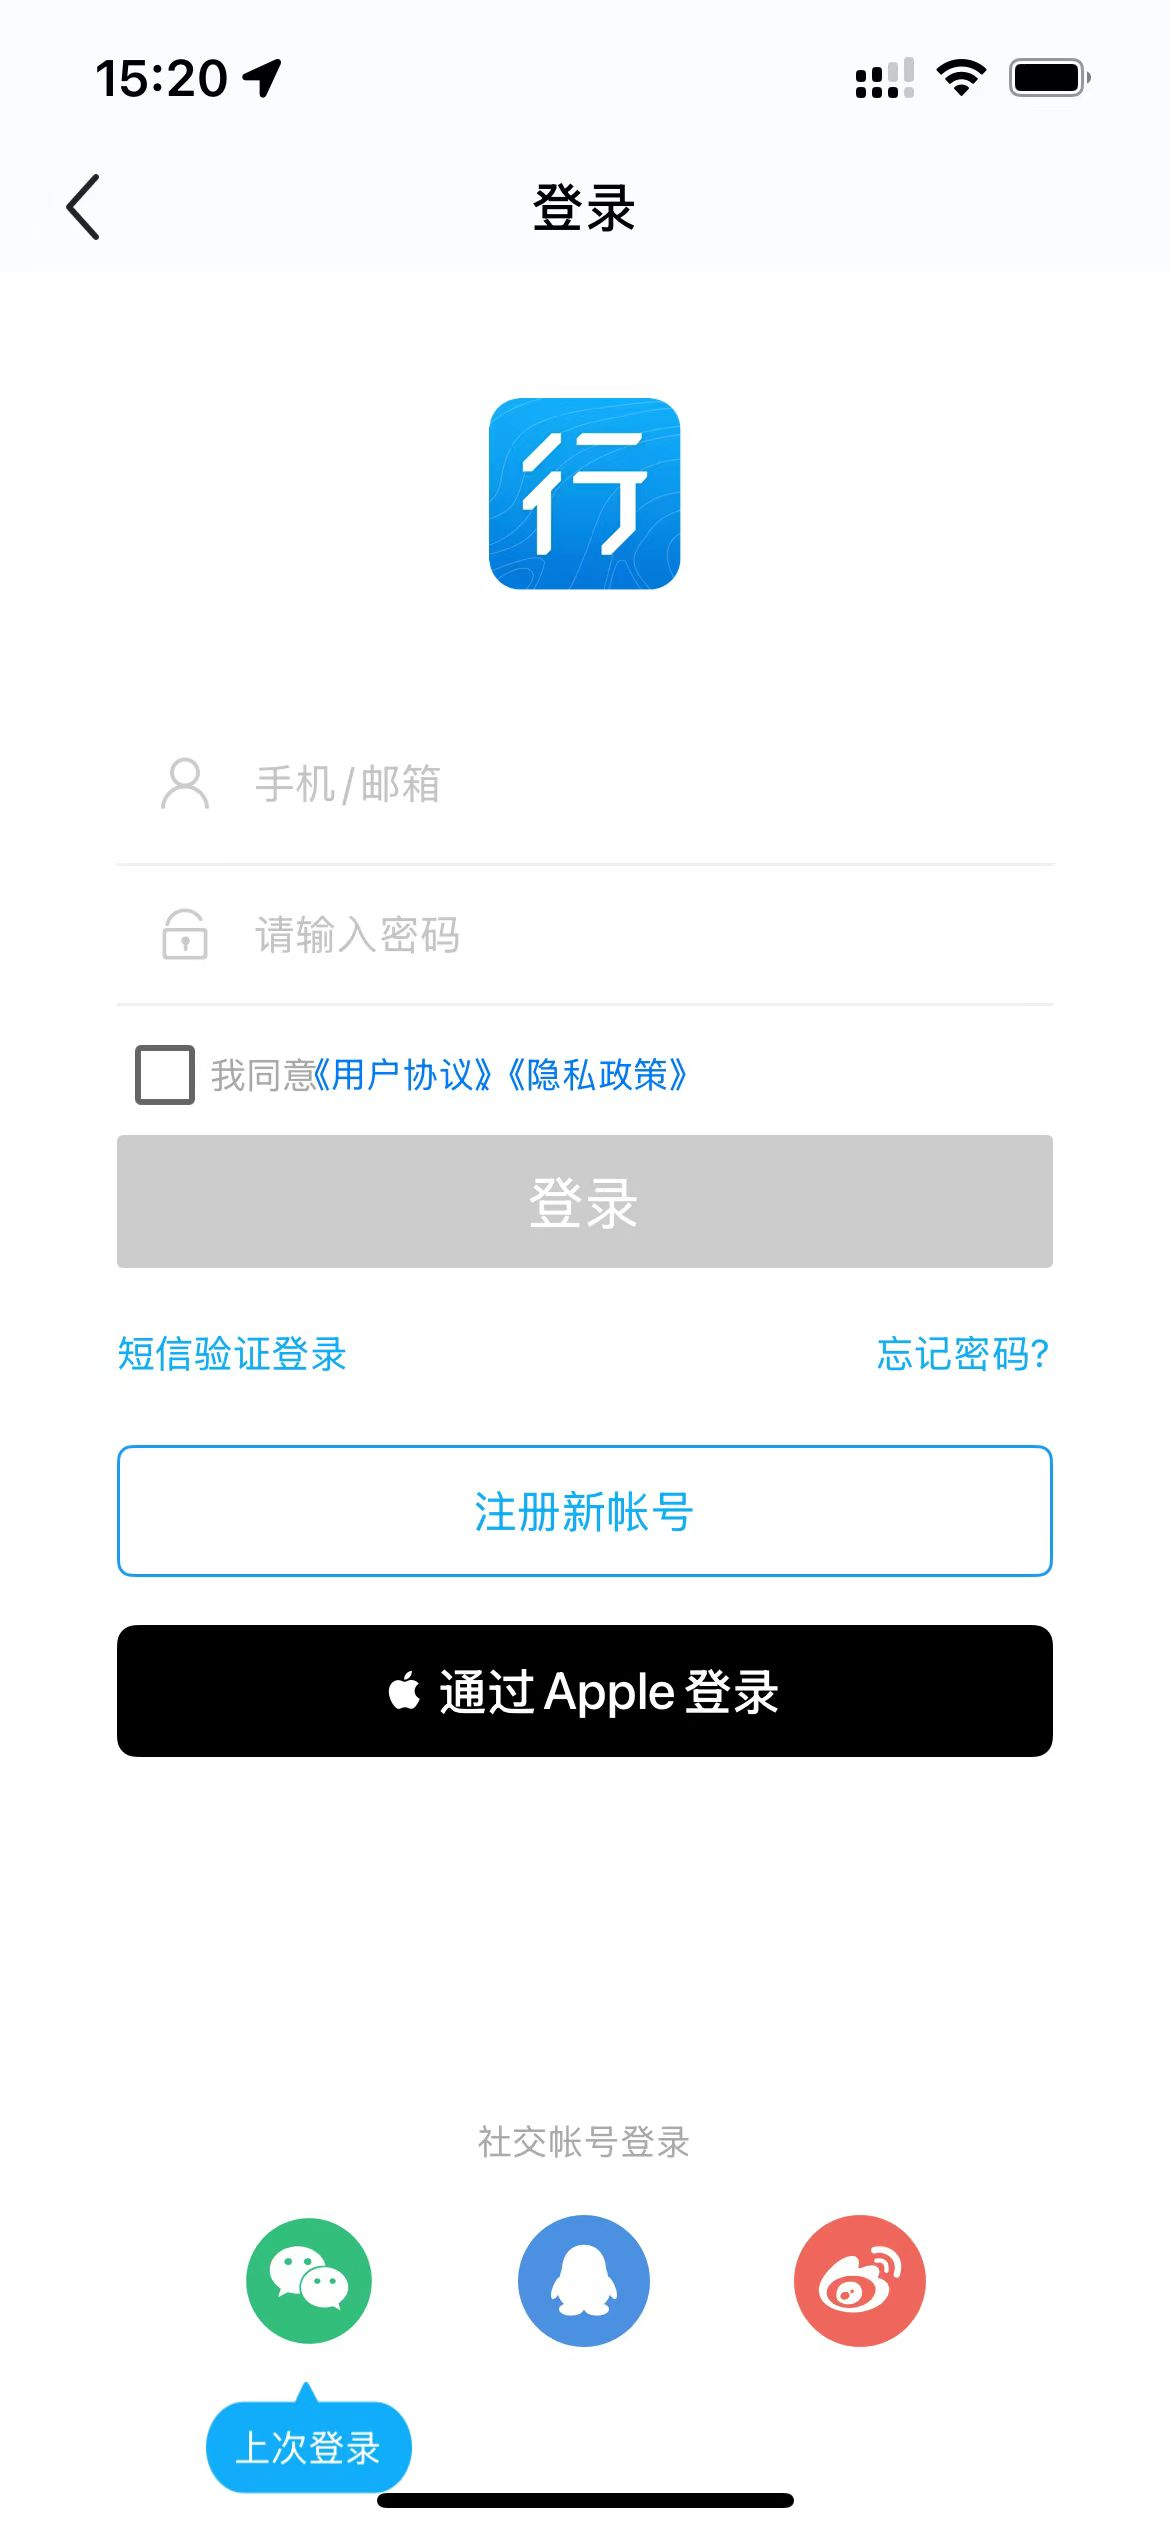 15:20
登录
行
手机/邮箱
请输入密码
我同意《用户协议》《隐私政策》
登录
短信验证登录 忘记密码?
注册新帐号
通过 Apple 登录
社交帐号登录
上次登录